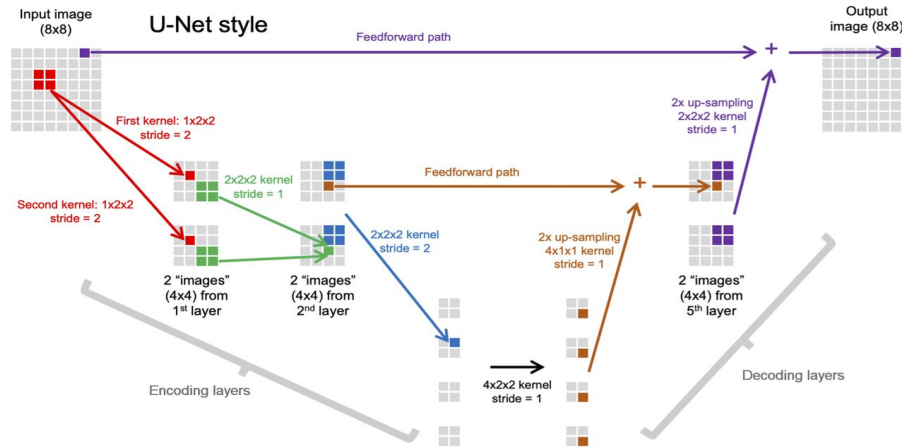 Input image
(8x8)
U-Net style
Output
image (8x8)
Feedforward path
+
First kernel: 1x2x2
stride = 2
2x up-sampling
2x2x2 kernel
stride = 1
2x2x2 kernel
stride = 1
Feedforward path
+
Second kernel: 1x2x2
stride = 2
2x2x2 kernel
stride = 2
2x up-sampling
4x1x1 kernel
stride = 1
2 “images”
(4x4) from
1st layer
2 “images”
(4x4) from
2nd layer
2 “images”
(4x4) from
5th layer
Encoding layers
4x2x2 kernel
stride = 1
Decoding layers